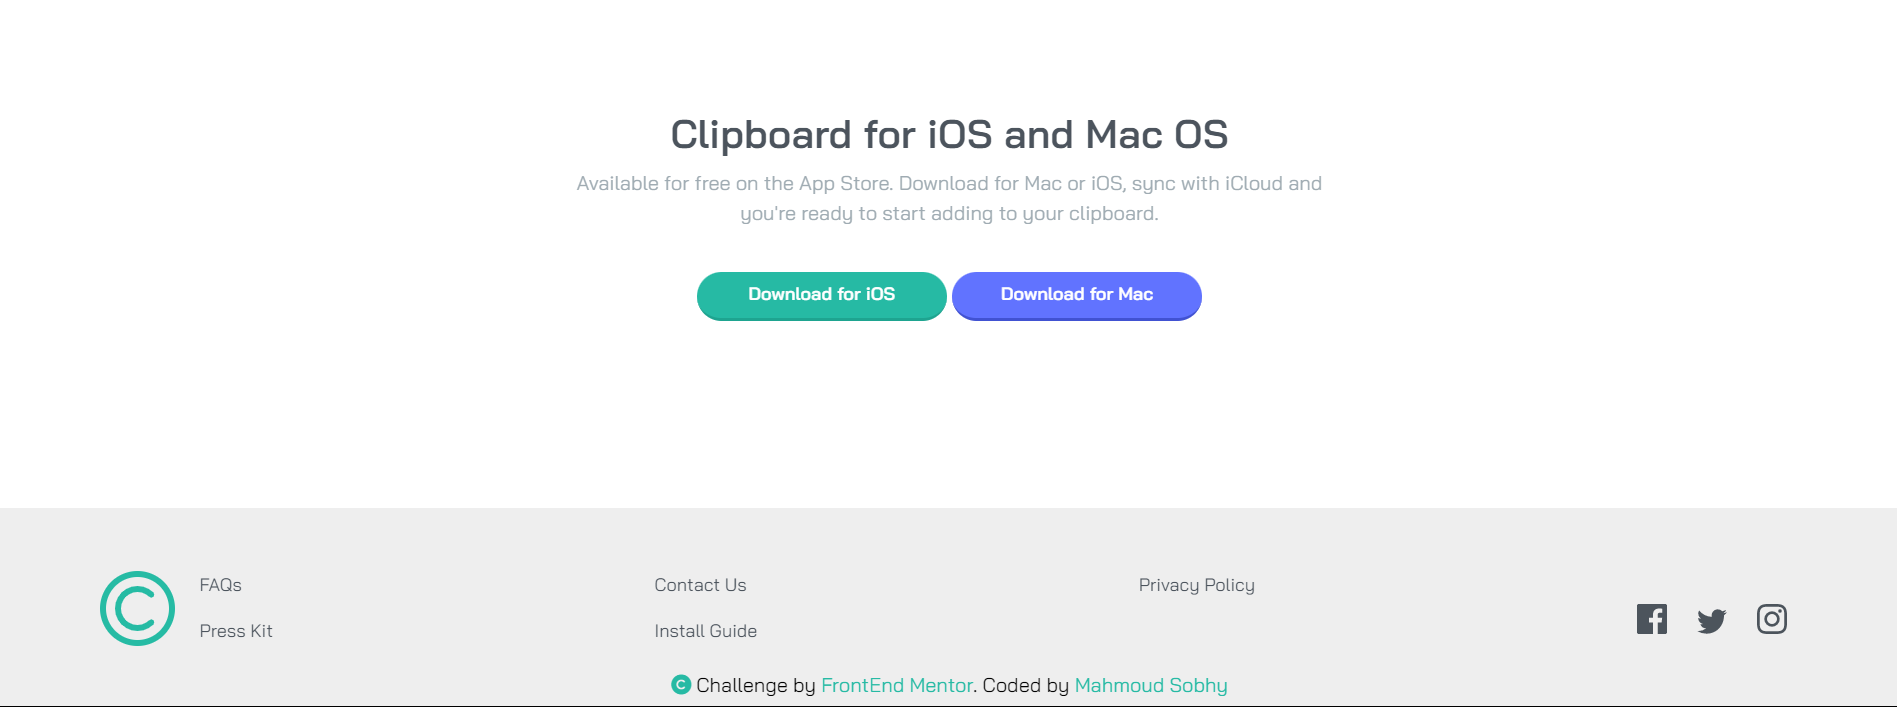 Clipboard for iOS and Mac OS
Available for free on the App Store. Download for Mac or iOS, sync with iCloud and
you're ready to start adding to your clipboard.
Download for iOS
Download for Mac
FAQs
Contact Us
Privacy Policy
Press Kit
Install Guide
© Challenge by FrontEnd Mentor. Coded by Mahmoud Sobhy